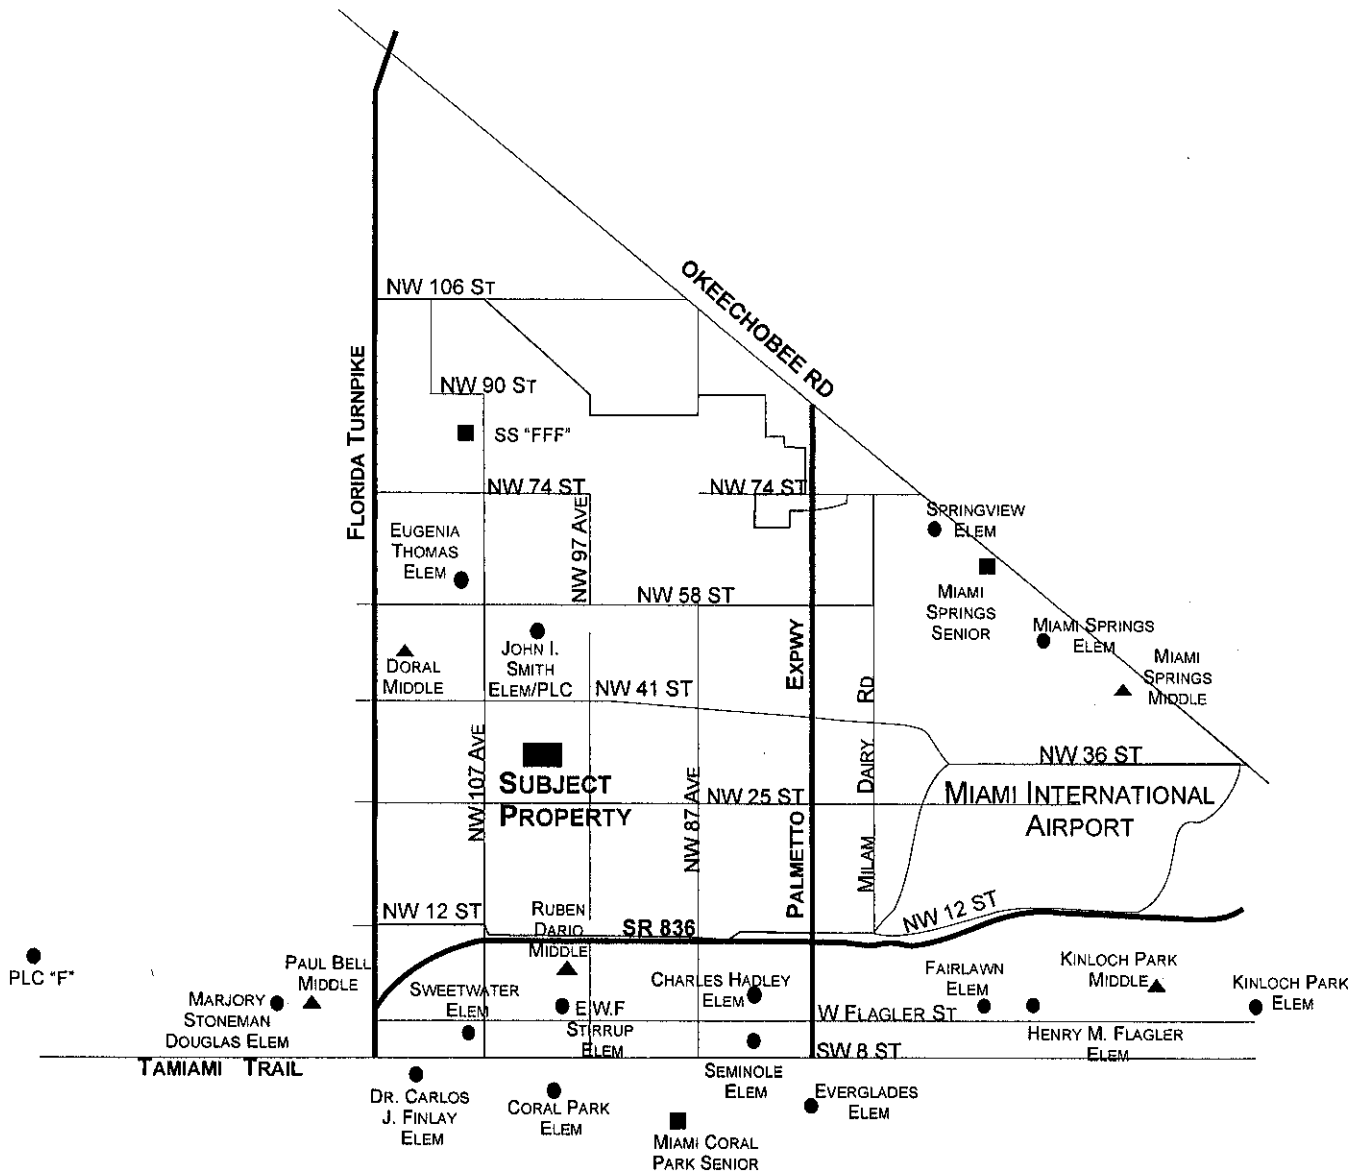 OKEECHOBEE RD
NW 106 ST
FLORIDA TURNPIKE
NW 90 ST
SS "FFF"
NW 74 ST
NW 74 ST
NW 97 AVE
SPRINGVIEW
ELEM
EUGENIA
THOMAS
ELEM
NW 58 ST
MIAMI
SPRINGS
SENIOR
MIAMI SPRINGS
ELEM
MIAMI
SPRINGS
MIDDLE
DORAL
MIDDLE
JOHN I.
SMITH
ELEM/PLC
NW 41 ST
PALMETTO EXPWY
MILAM DAIRY RD
NW 107 AVE
SUBJECT
PROPERTY
NW 87 AVE
NW 25 ST
NW 36 ST
MIAMI INTERNATIONAL
AIRPORT
NW 12 ST
RUBEN
DARIO
MIDDLE
SR 836
NW 12 ST
PLC "F"
PAUL BELL
MIDDLE
MARJORY
STONEMAN
DOUGLAS ELEM
SWEETWATER
ELEM
E.W.F
STIRRUP
ELEM
CHARLES HADLEY
ELEM
FAIRLAWN
ELEM
KINLOCH PARK
MIDDLE
KINLOCH PARK
ELEM
W FLAGLER ST
HENRY M. FLAGLER
ELEM
SW 8 ST
TAMIAMI TRAIL
DR. CARLOS
J. FINLAY
ELEM
CORAL PARK
ELEM
SEMINOLE
ELEM
EVERGLADES
ELEM
MIAMI CORAL
PARK SENIOR